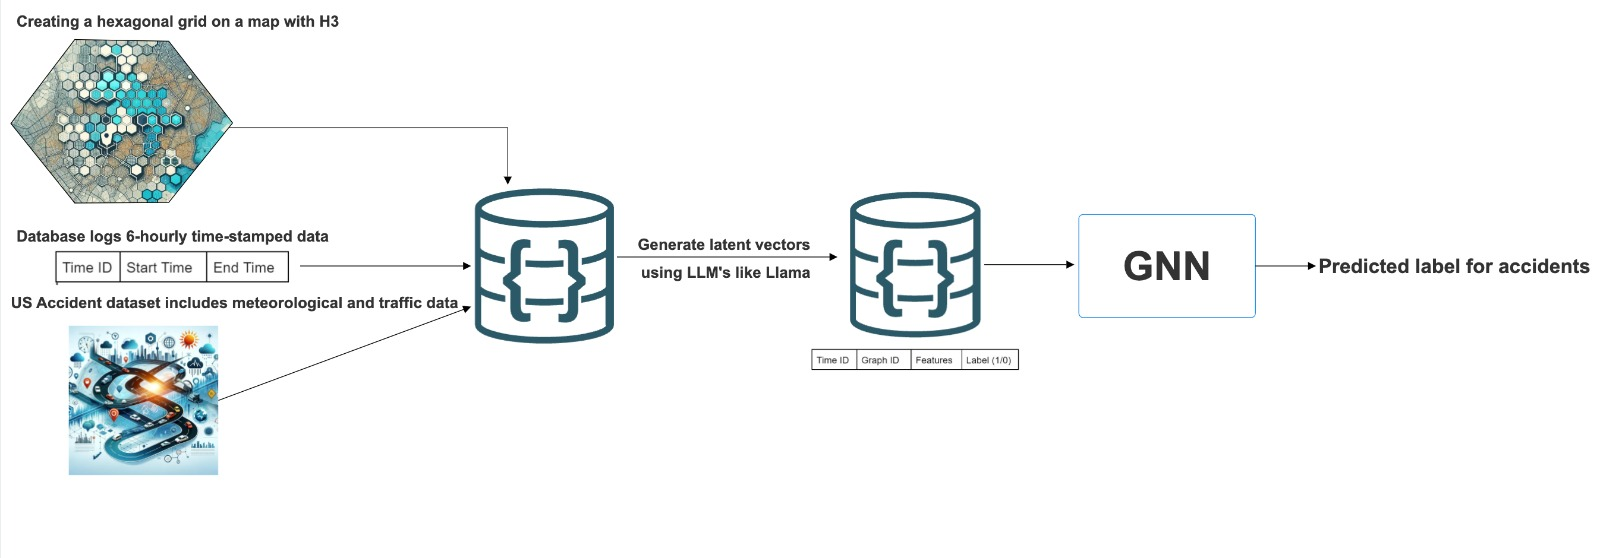 Creating a hexagonal grid on a map with H3
Database logs 6-hourly time-stamped data
Time ID Start Time End Time
US Accident dataset includes meteorological and traffic data
{-}
Generate latent vectors
using LLM's like Llama
{-}
Time ID Graph ID Features Label (1/0)
GNN
Predicted label for accidents